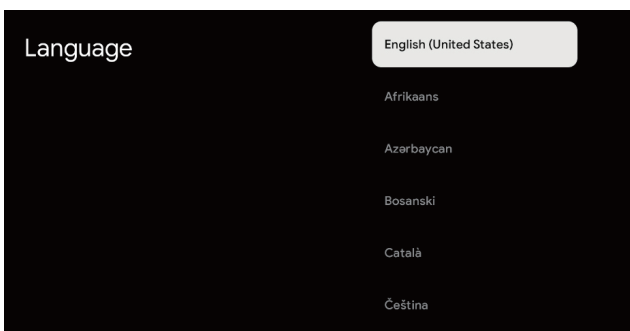 Language
English (United States)
Afrikaans
Azərbaycan
Bosanski
Català
Čeština